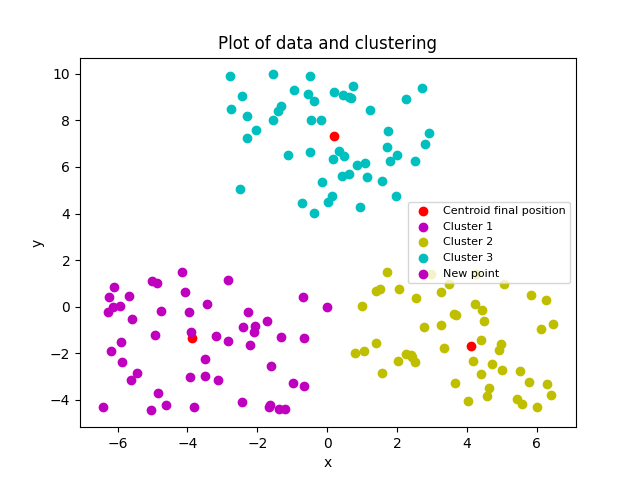 Plot of data and clustering
10
8
6
4
2
0
−2
−4
y
Centroid final position
Cluster 1
Cluster 2
Cluster 3
New point
−6 −4 −2 0 2 4 6
x